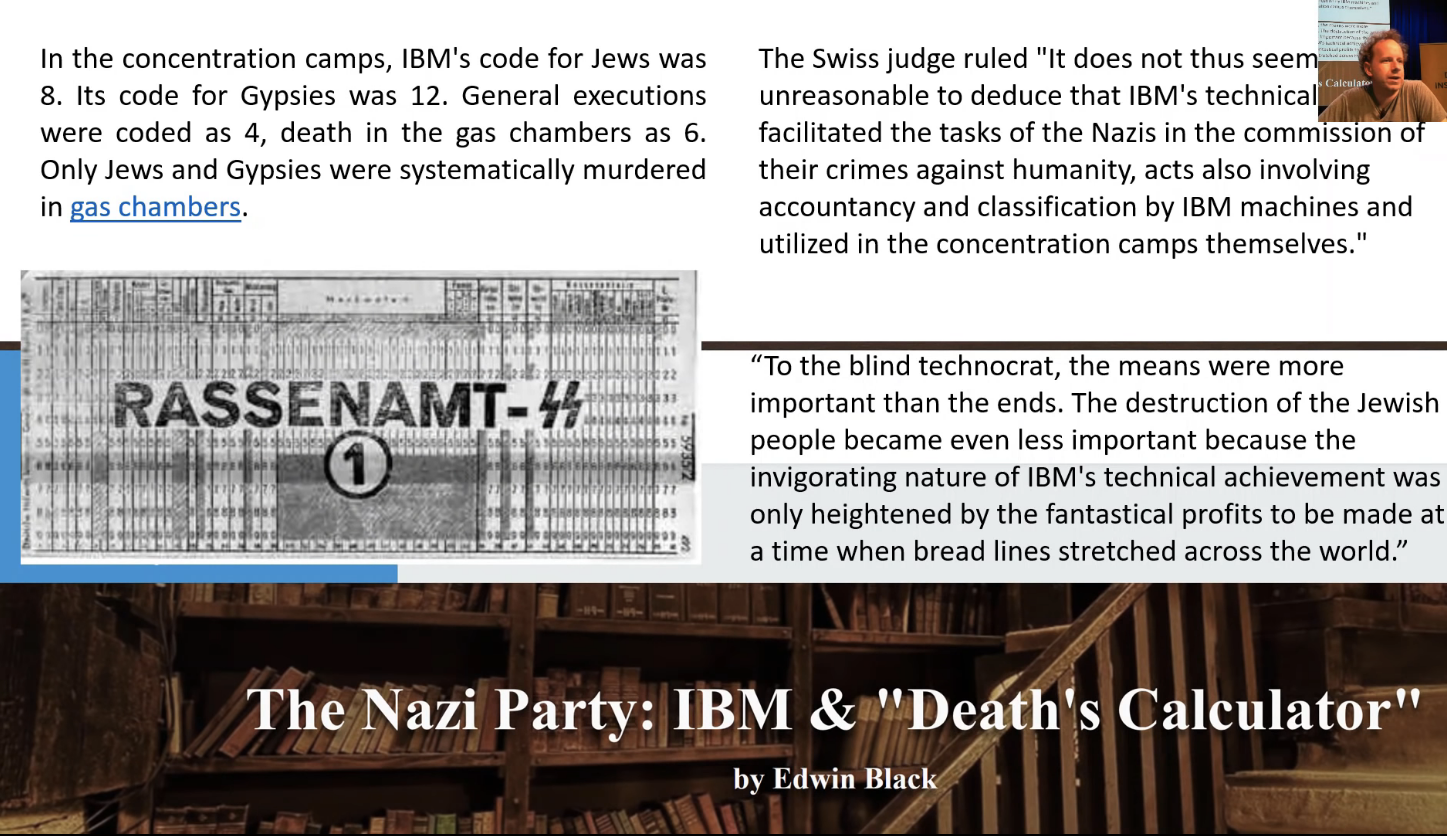 In the concentration camps, IBM's code for Jews was
8. Its code for Gypsies was 12. General executions
were coded as 4, death in the gas chambers as 6.
Only Jews and Gypsies were systematically murdered
in gas chambers.
The Swiss judge ruled "It does not thus seem
unreasonable to deduce that IBM's technical
facilitated the tasks of the Nazis in the commission of
their crimes against humanity, acts also involving
accountancy and classification by IBM machines and
utilized in the concentration camps themselves."
RASSENAMT-SS
1
“To the blind technocrat, the means were more
important than the ends. The destruction of the Jewish
people became even less important because the
invigorating nature of IBM's technical achievement was
only heightened by the fantastical profits to be made at
a time when bread lines stretched across the world.”
The Nazi Party: IBM & "Death's Calculator"
by Edwin Black